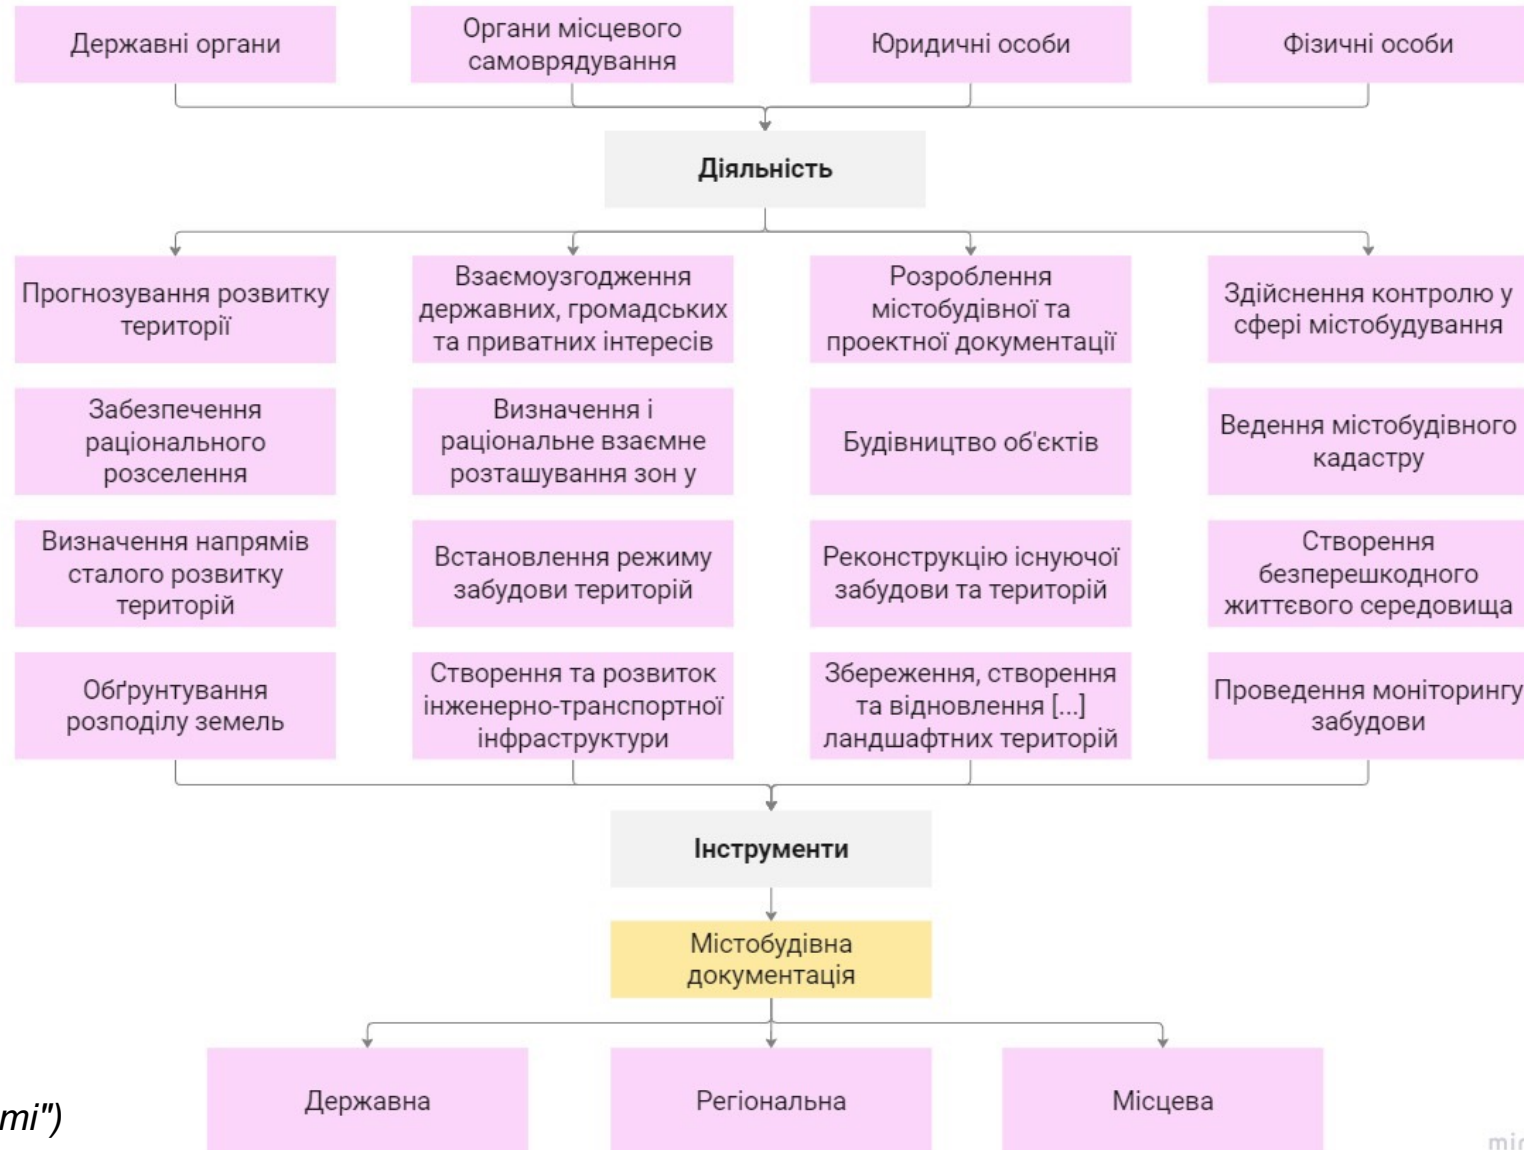 Державні органи
Органи місцевого
самоврядування
Юридичні особи
Фізичні особи
Діяльність
Прогнозування розвитку
території
Взаємоузгодження
державних, громадських
та приватних інтересів
Розроблення
містобудівної та
проектної документації
Здійснення контролю у
сфері містобудування
Забезпечення
раціонального
розселення
Визначення і
раціональне взаємне
розташування зон у
Будівництво об'єктів
Ведення містобудівного
кадастру
Визначення напрямів
сталого розвитку
територій
Встановлення режиму
забудови територій
Реконструкцію існуючої
забудови та територій
Створення
безперешкодного
життєвого середовища
Обґрунтування
розподілу земель
Створення та розвиток
інженерно-транспортної
інфраструктури
Збереження, створення
та відновлення [...]
ландшафтних територій
Проведення моніторингу
забудови
Інструменти
Містобудівна
документація
Державна
Регіональна
Місцева
ті")